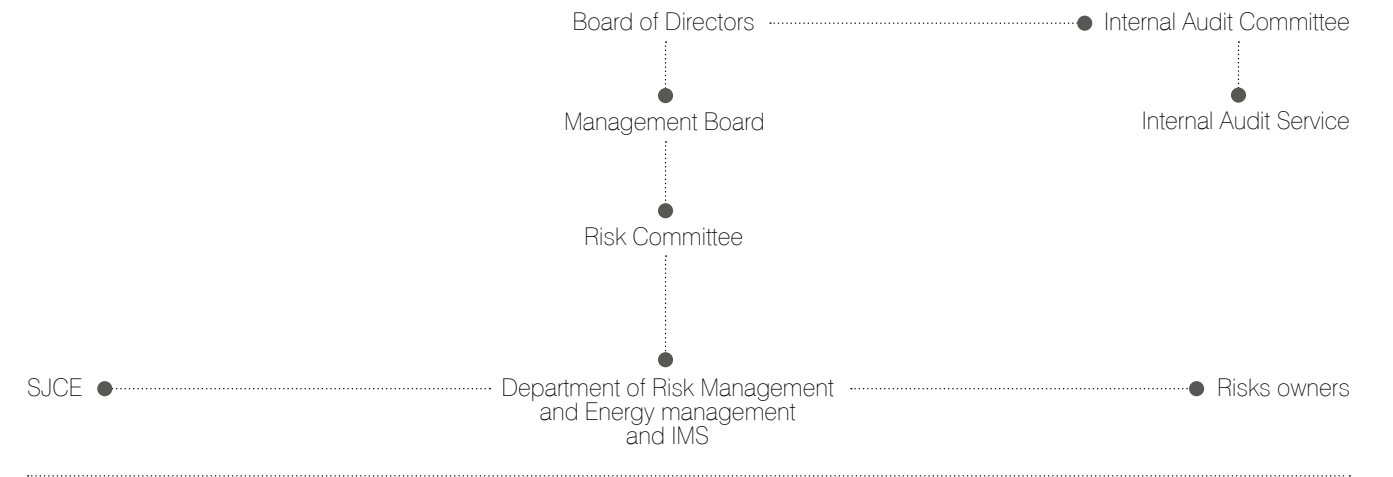 Board of Directors
Internal Audit Committee
Management Board
Internal Audit Service
Risk Committee
SJCE
Department of Risk Management
and Energy management
and IMS
Risks owners